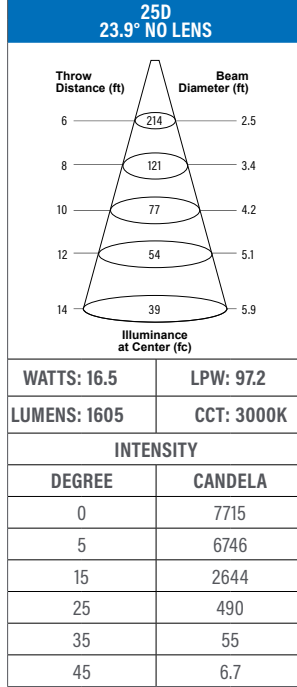 25D
23.9° NO LENS
Throw Distance (ft) Beam Diameter (ft)
6 214 2.5
8 121 3.4
10 77 4.2
12 54 5.1
14 39 5.9
Illuminance
at Center (fc)
WATTS: 16.5 LPW: 97.2
LUMENS: 1605 CCT: 3000K
INTENSITY
DEGREE CANDELA
0 7715
5 6746
15 2644
25 490
35 55
45 6.7